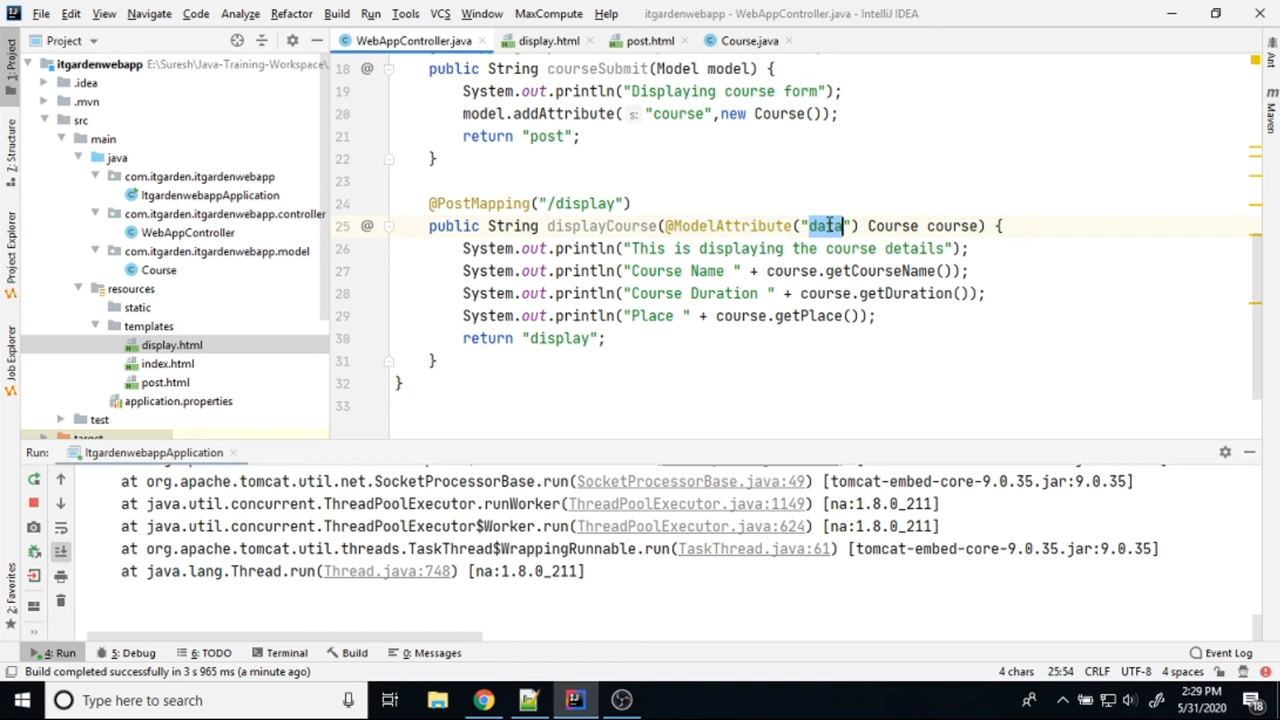 File Edit View Navigate Code Analyze Refactor Build Run Tools VCS Window MaxCompute Help itgardenwebapp - WebAppController.java - IntelliJ IDEA
Project
WebAppController.java display.html post.html Course.java
1: Project
Z: Structure
Project Explorer
Job Explorer
2: Favorites
Ant
Maven
itgardenwebapp E:\Suresh\Java-Training-Workspace\
.idea
.mvn
src
main
java
com.itgarden.itgardenwebapp
ItgardenwebappApplication
com.itgarden.itgardenwebapp.controller
WebAppController
com.itgarden.itgardenwebapp.model
Course
resources
static
templates
display.html
index.html
post.html
application.properties
test
target
18 @ public String courseSubmit(Model model) {
19 System.out.println("Displaying course form");
20 model.addAttribute( s: "course",new Course());
21 return "post";
22 }
23
24 @PostMapping("/display")
25 @ public String displayCourse(@ModelAttribute("data") Course course) {
26 System.out.println("This is displaying the course details");
27 System.out.println("Course Name " + course.getCourseName());
28 System.out.println("Course Duration " + course.getDuration());
29 System.out.println("Place " + course.getPlace());
30 return "display";
31 }
32 }
33
Run: ItgardenwebappApplication
at org.apache.tomcat.util.net.SocketProcessorBase.run(SocketProcessorBase.java:49) [tomcat-embed-core-9.0.35.jar:9.0.35]
at java.util.concurrent.ThreadPoolExecutor.runWorker(ThreadPoolExecutor.java:1149) [na:1.8.0_211]
at java.util.concurrent.ThreadPoolExecutor$Worker.run(ThreadPoolExecutor.java:624) [na:1.8.0_211]
at org.apache.tomcat.util.threads.TaskThread$WrappingRunnable.run(TaskThread.java:61) [tomcat-embed-core-9.0.35.jar:9.0.35]
at java.lang.Thread.run(Thread.java:748) [na:1.8.0_211]
4: Run 5: Debug 6: TODO Terminal Build 0: Messages Event Log
Build completed successfully in 3 s 965 ms (a minute ago) 4 chars 25:54 CRLF UTF-8 4 spaces
Type here to search
2:29 PM
5/31/2020
18